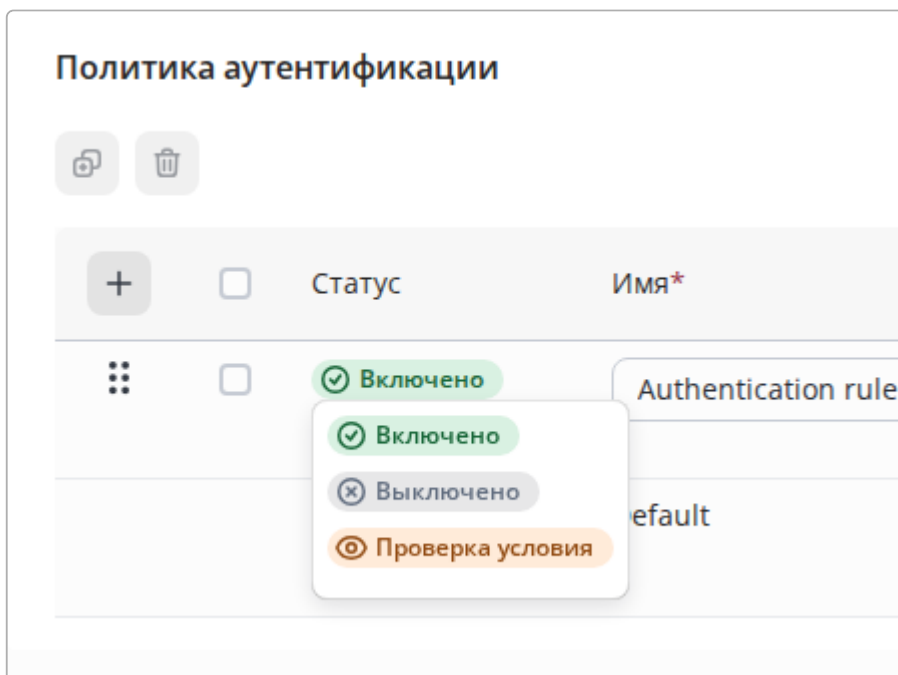 Политика аутентификации
Статус Имя*
Включено Authentication rule
Включено
Выключено
efault
Проверка условия